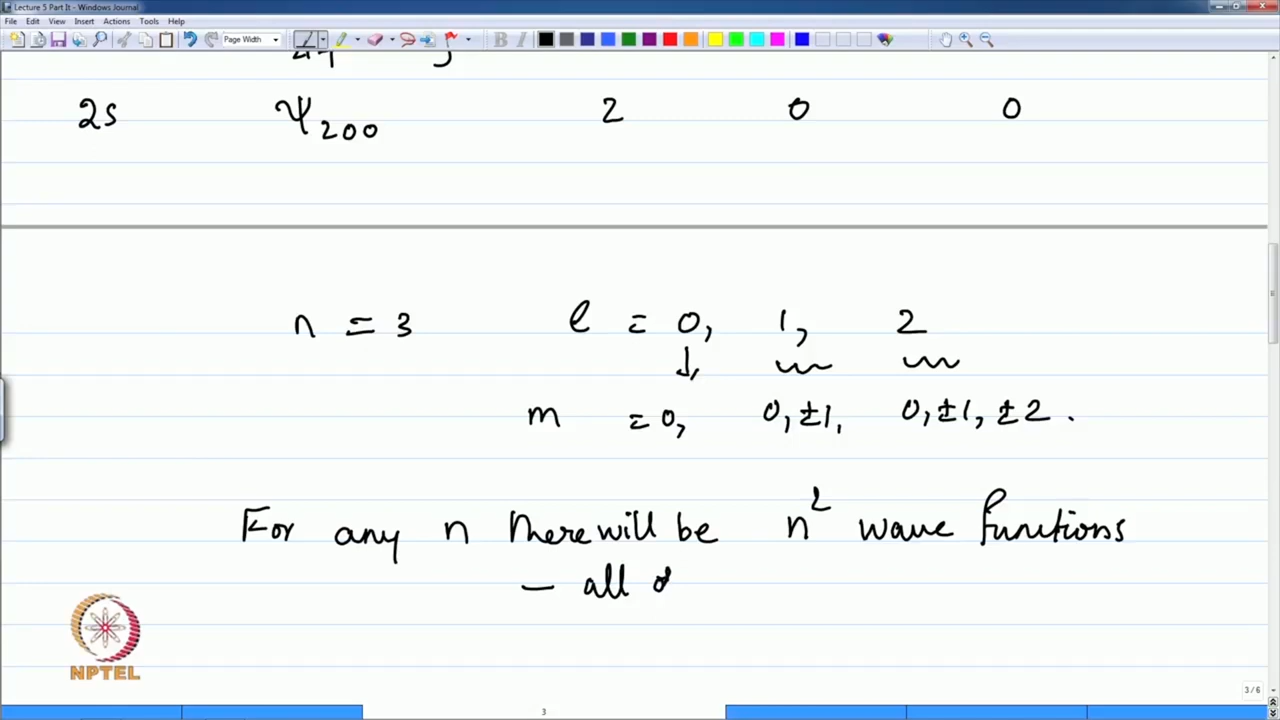 Lecture 5 Part II - Windows Journal
File Edit View Insert Actions Tools Help
Page Width
2s ψ₂₀₀ 2 0 0
n = 3 l = 0, 1, 2
m = 0, 0, ±1, 0, ±1, ±2.
For any n there will be n² wave functions
— all
NPTEL
3/6
3